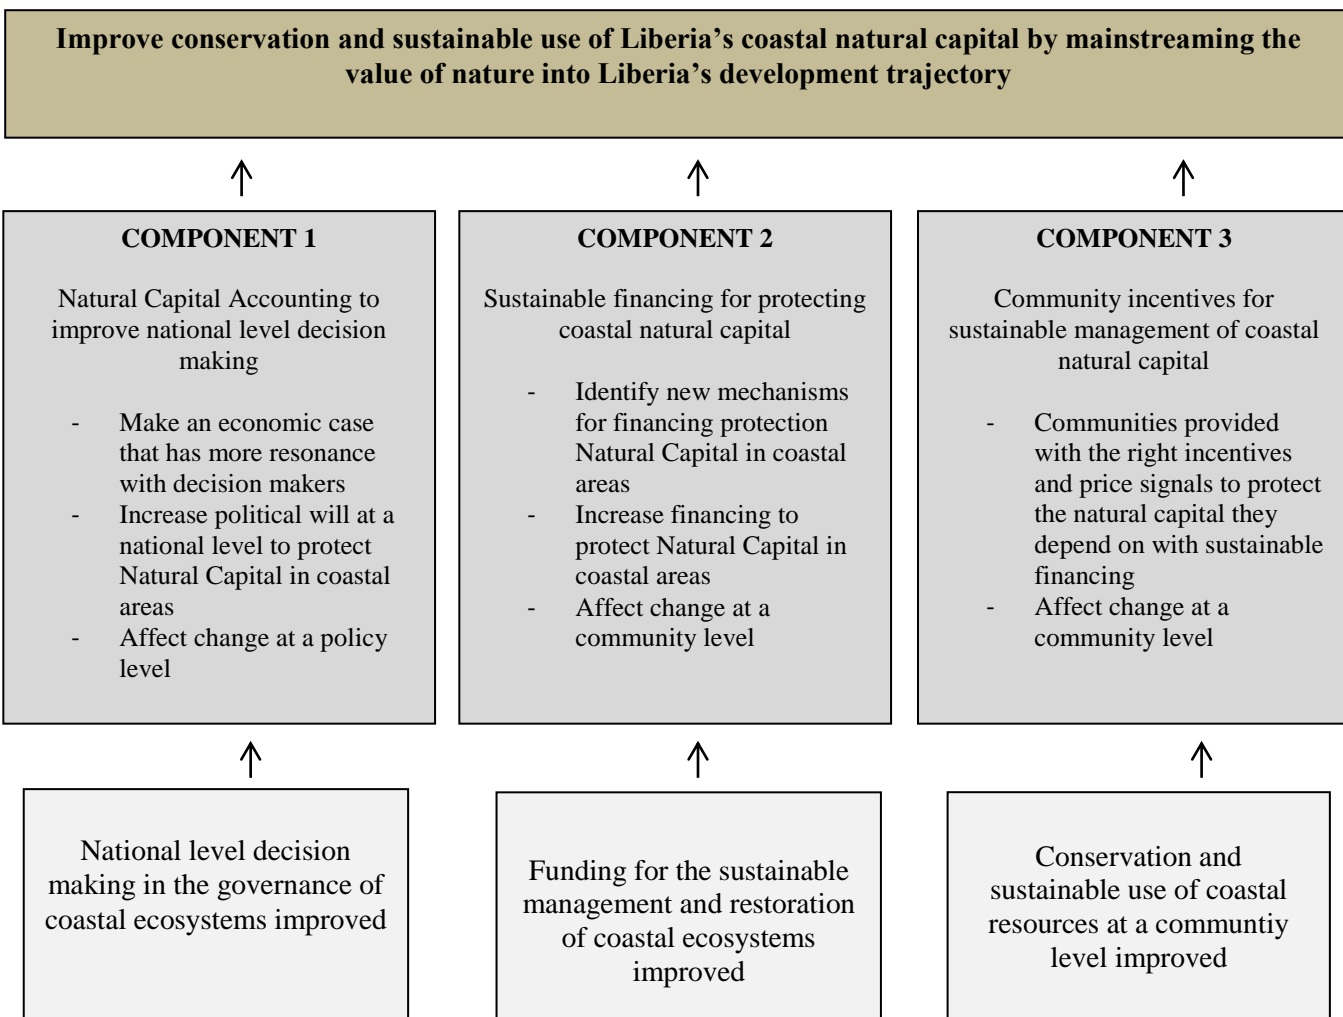 Improve conservation and sustainable use of Liberia’s coastal natural capital by mainstreaming the
value of nature into Liberia’s development trajectory
COMPONENT 1
Natural Capital Accounting to
improve national level decision
making
- Make an economic case
that has more resonance
with decision makers
- Increase political will at a
national level to protect
Natural Capital in coastal
areas
- Affect change at a policy
level
COMPONENT 2
Sustainable financing for protecting
coastal natural capital
- Identify new mechanisms
for financing protection
Natural Capital in coastal
areas
- Increase financing to
protect Natural Capital in
coastal areas
- Affect change at a
community level
COMPONENT 3
Community incentives for
sustainable management of coastal
natural capital
- Communities provided
with the right incentives
and price signals to protect
the natural capital they
depend on with sustainable
financing
- Affect change at a
community level
National level decision
making in the governance of
coastal ecosystems improved
Funding for the sustainable
management and restoration
of coastal ecosystems
improved
Conservation and
sustainable use of coastal
resources at a communtiy
level improved